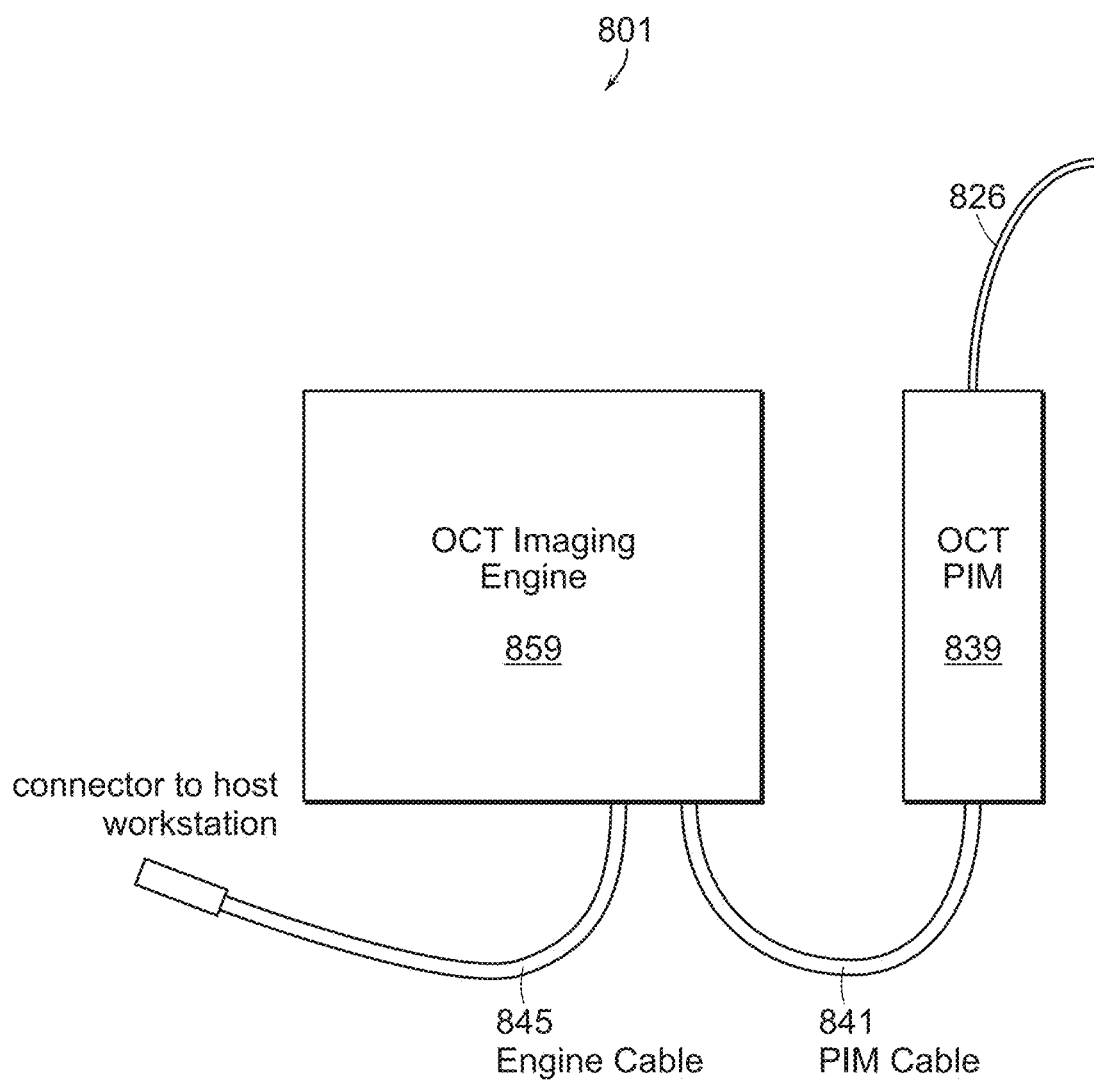 801
826
OCT Imaging
Engine
859
OCT
PIM
839
connector to host
workstation
845
Engine Cable
841
PIM Cable